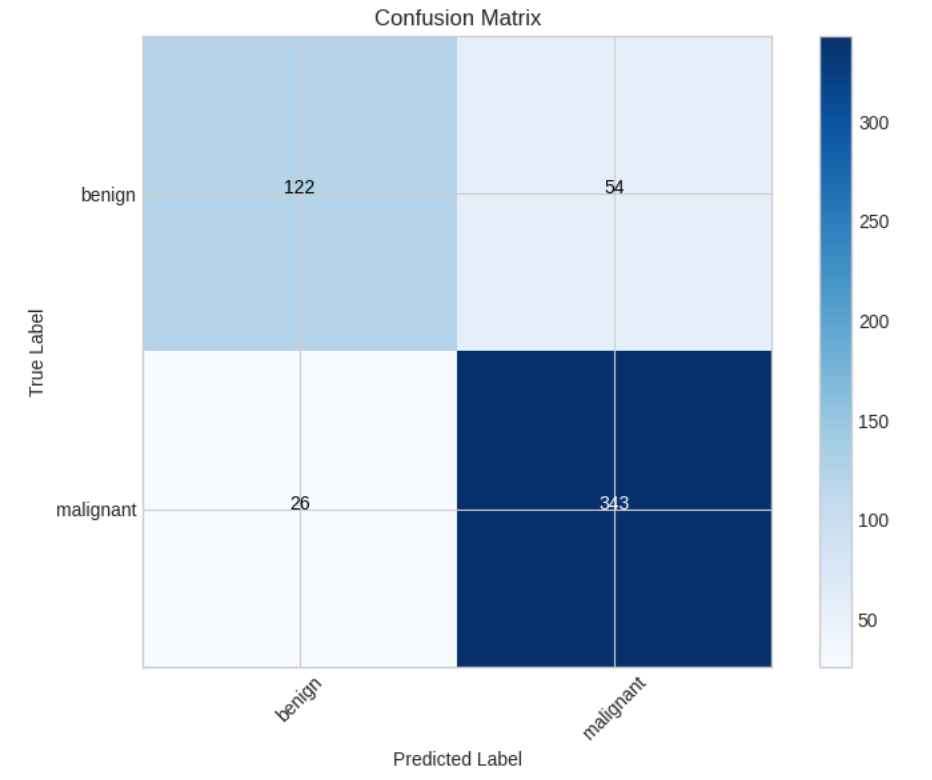 Confusion Matrix
True Label
benign
malignant
122
54
26
343
benign
malignant
Predicted Label
300
250
200
150
100
50